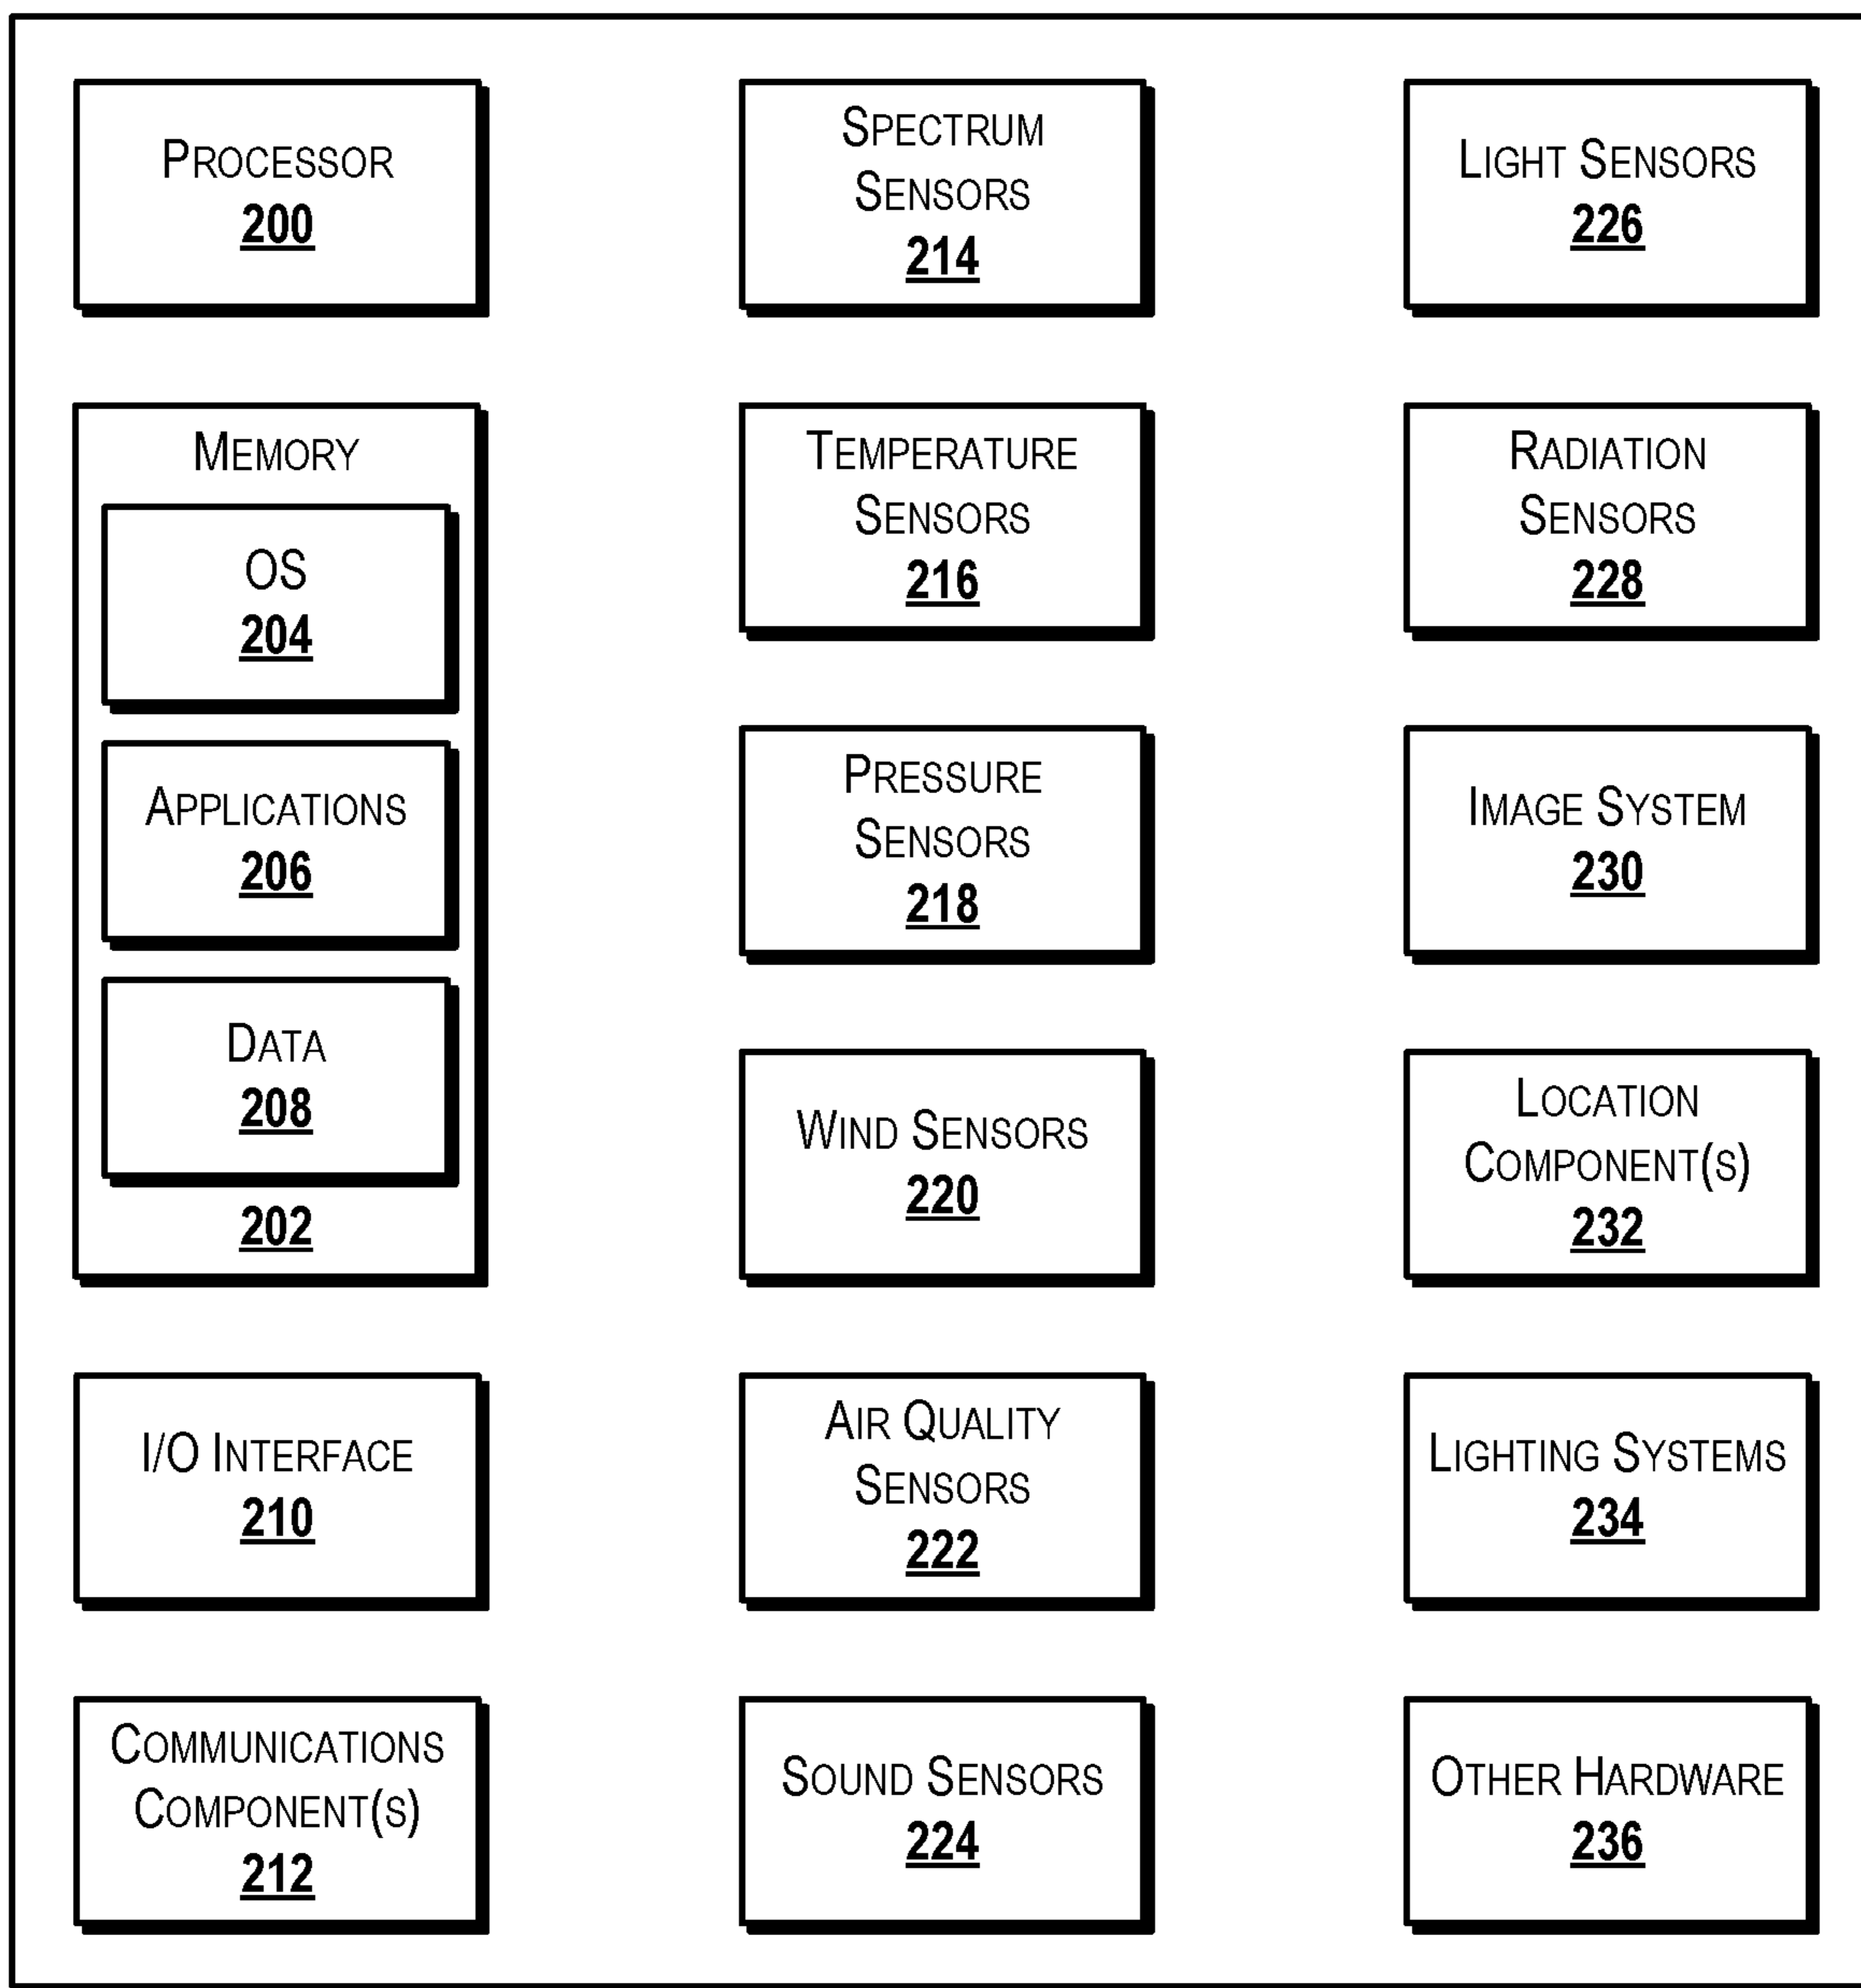 PROCESSOR
200
MEMORY
OS
204
APPLICATIONS
206
DATA
208
202
I/O INTERFACE
210
COMMUNICATIONS
COMPONENT(S)
212
SPECTRUM
SENSORS
214
TEMPERATURE
SENSORS
216
PRESSURE
SENSORS
218
WIND SENSORS
220
AIR QUALITY
SENSORS
222
SOUND SENSORS
224
LIGHT SENSORS
226
RADIATION
SENSORS
228
IMAGE SYSTEM
230
LOCATION
COMPONENT(S)
232
LIGHTING SYSTEMS
234
OTHER HARDWARE
236